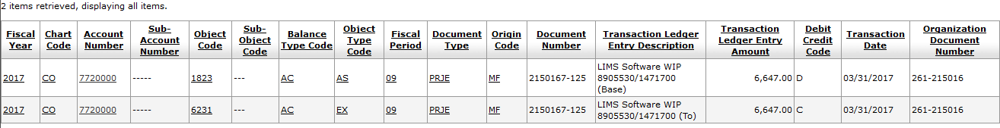 2 items retrieved, displaying all items.
Fiscal Year Chart Code Account Number Sub-Account Number Object Code Sub-Object Code Balance Type Code Object Type Code Fiscal Period Document Type Origin Code Document Number Transaction Ledger Entry Description Transaction Ledger Entry Amount Debit Credit Code Transaction Date Organization Document Number
2017 CO 7720000 ----- 1823 --- AC AS 09 PRJE MF 2150167-125 LIMS Software WIP 8905530/1471700 (Base) 6,647.00 D 03/31/2017 261-215016
2017 CO 7720000 ----- 6231 --- AC EX 09 PRJE MF 2150167-125 LIMS Software WIP 8905530/1471700 (To) 6,647.00 C 03/31/2017 261-215016